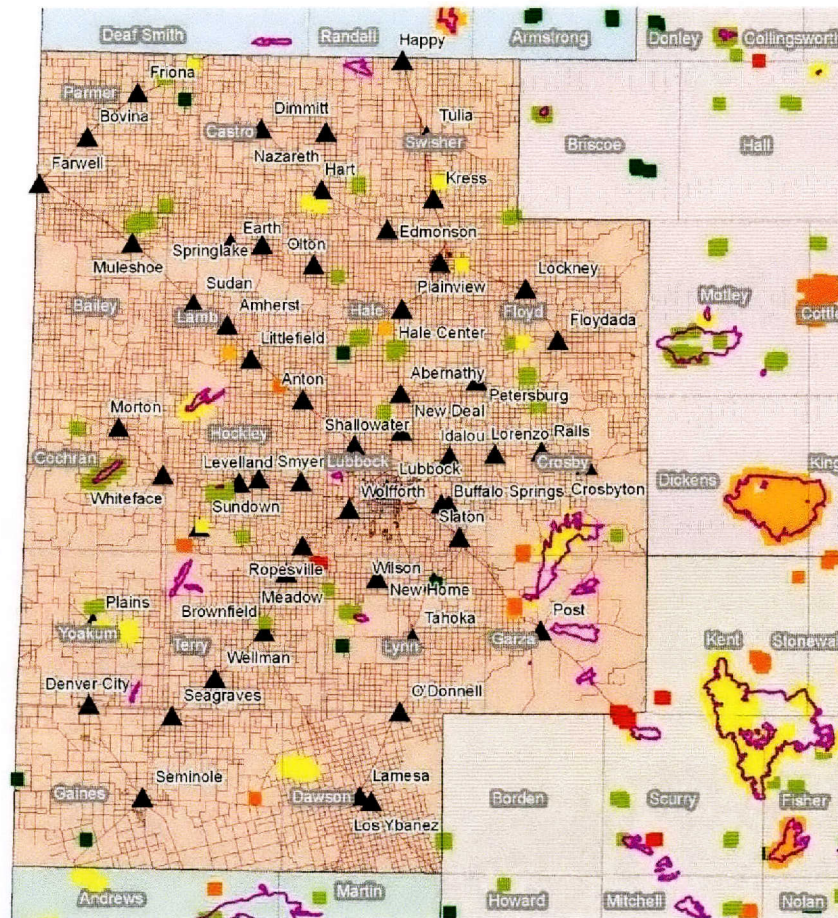 Deaf Smith
Randall
Armstrong
Donley
Collingsworth
Happy
Friona
Parmer
Bovina
Castro
Dimmitt
Tulia
Swisher
Briscoe
Hall
Farwell
Nazareth
Hart
Kress
Earth
Edmonson
Springlake
Olton
Muleshoe
Plainview
Lockney
Sudan
Bailey
Lamb
Amherst
Hale
Floyd
Motley
Cottle
Hale Center
Floydada
Littlefield
Anton
Abernathy
Petersburg
New Deal
Morton
Hockley
Shallowater
Idalou
Lorenzo
Ralls
Cochran
Levelland
Smyer
Lubbock
Lubbock
Crosby
Crosbyton
Dickens
King
Whiteface
Sundown
Wolfforth
Buffalo Springs
Slaton
Ropesville
Wilson
Meadow
New Home
Plains
Brownfield
Tahoka
Post
Yoakum
Terry
Lynn
Garza
Kent
Stonewa
Wellman
Denver City
Seagraves
O'Donnell
Seminole
Lamesa
Gaines
Dawson
Borden
Scurry
Fisher
Los Ybanez
Andrews
Martin
Howard
Mitchell
Nolan